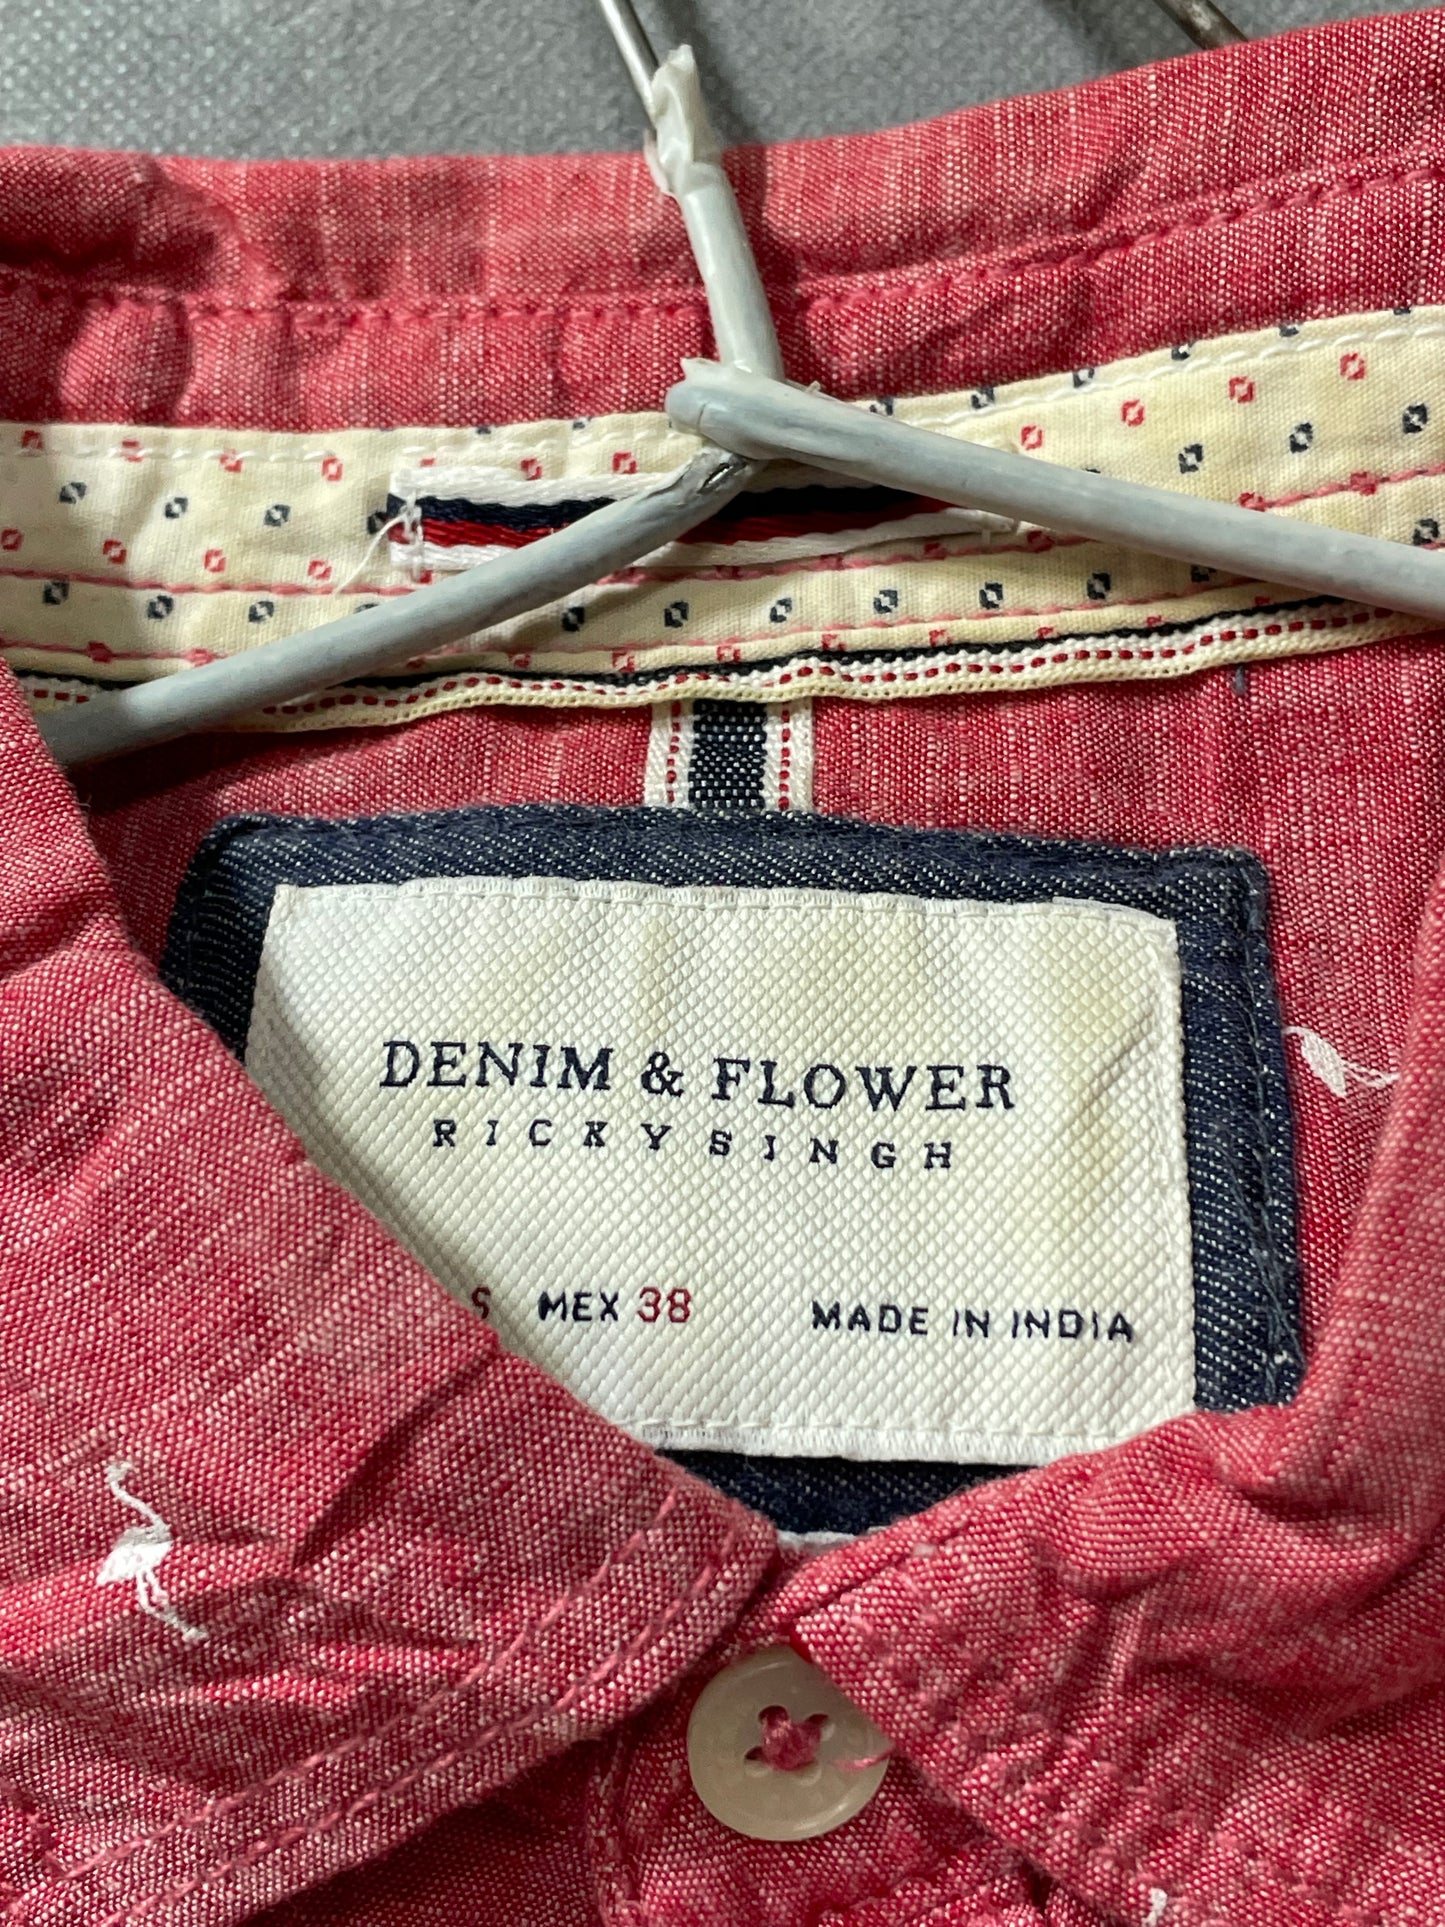 DENIM & FLOWER
RICKY SINGH
S MEX 38 MADE IN INDIA